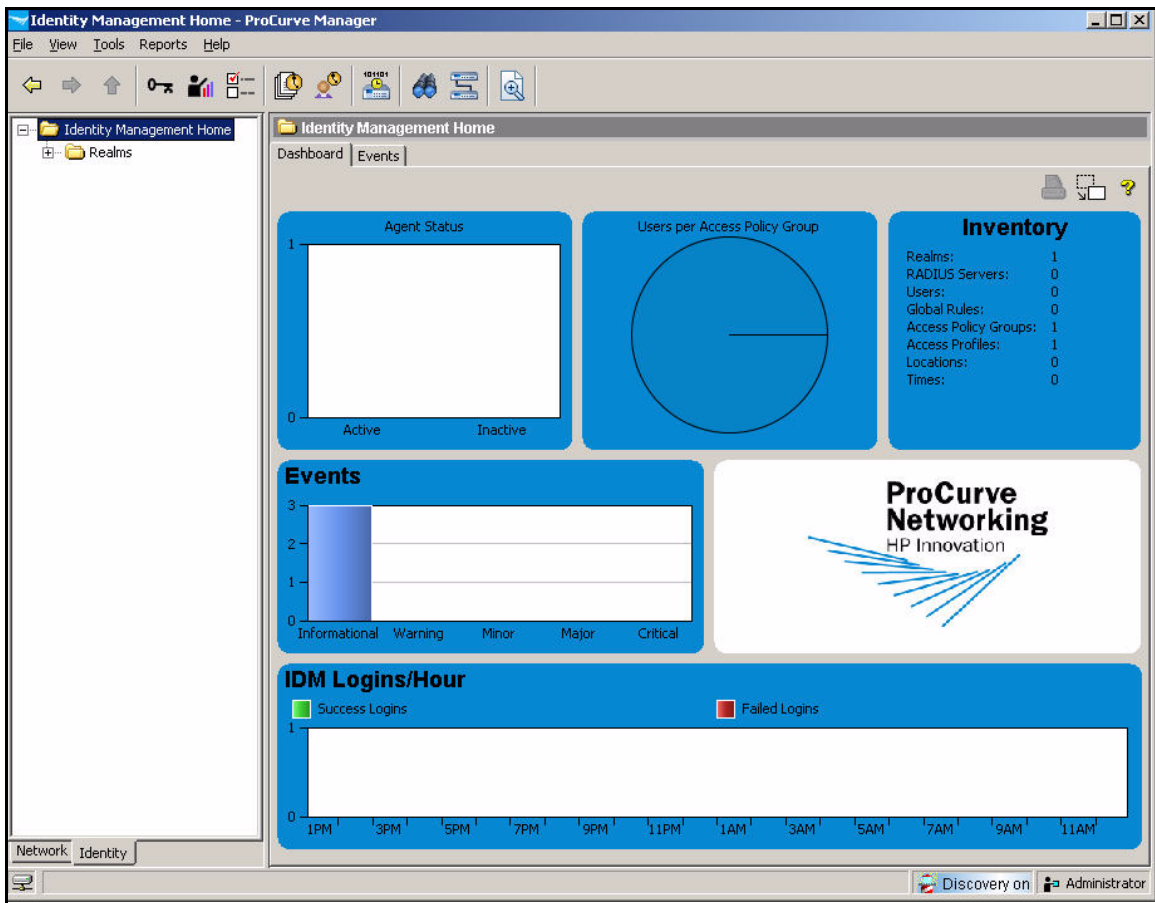 Identity Management Home - ProCurve Manager
File View Tools Reports Help
101101
Identity Management Home
Realms
Identity Management Home
Dashboard Events
?
Agent Status
1
0
Active Inactive
Users per Access Policy Group
Inventory
Realms: 1
RADIUS Servers: 0
Users: 0
Global Rules: 0
Access Policy Groups: 1
Access Profiles: 1
Locations: 0
Times: 0
Events
3
2
1
0
Informational Warning Minor Major Critical
ProCurve
Networking
HP Innovation
IDM Logins/Hour
Success Logins Failed Logins
1
0
1PM 3PM 5PM 7PM 9PM 11PM 1AM 3AM 5AM 7AM 9AM 11AM
Network Identity
Discovery on Administrator